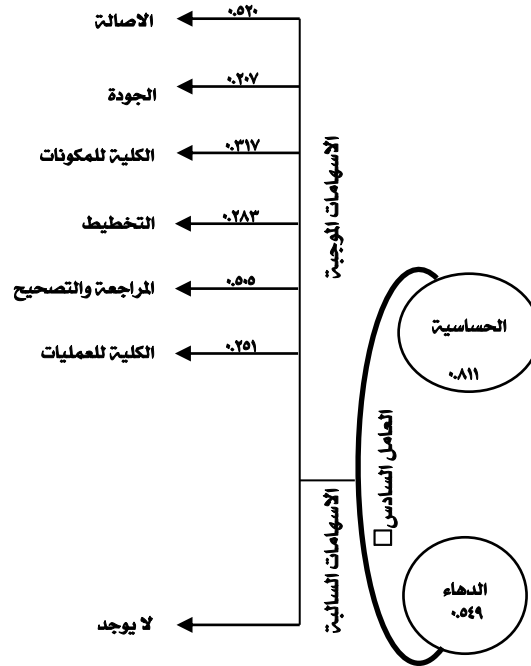 الاصالة
٠.٥٢٠
الجودة
٠.٢٠٧
الكلية للمكونات
٠.٣١٧
التخطيط
٠.٢٨٣
المراجعة والتصحيح
٠.٥٠٥
الكلية للعمليات
٠.٢٥١
لا يوجد
الاسهامات الموجبة
الاسهامات السالبة
العامل السادس
الحساسية
٠.٨١١
الدهاء
٠.٥٤٩